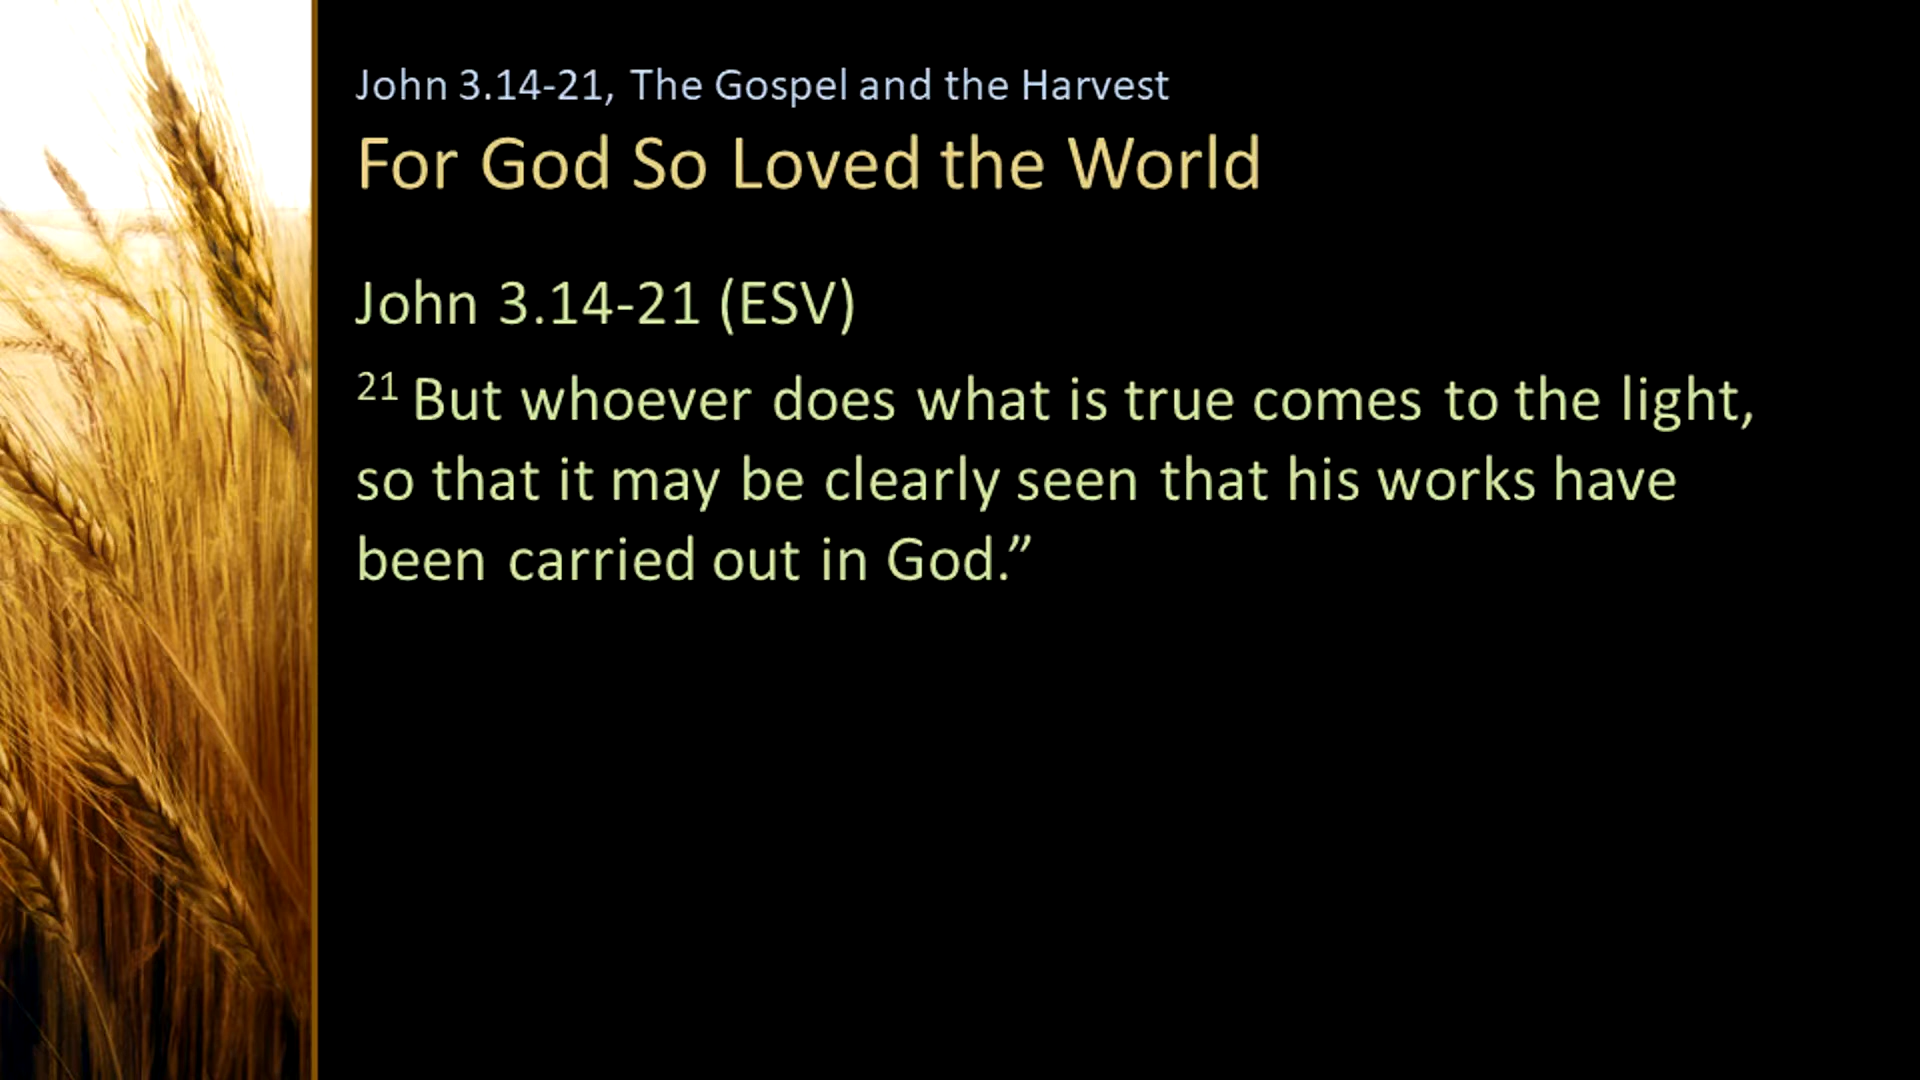 John 3.14-21, The Gospel and the Harvest
For God So Loved the World
John 3.14-21 (ESV)
21 But whoever does what is true comes to the light,
so that it may be clearly seen that his works have
been carried out in God.”